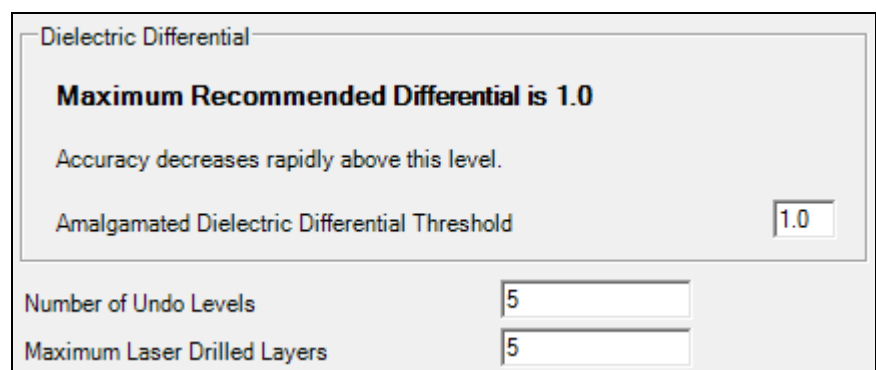 Dielectric Differential
Maximum Recommended Differential is 1.0
Accuracy decreases rapidly above this level.
Amalgamated Dielectric Differential Threshold 1.0
Number of Undo Levels 5
Maximum Laser Drilled Layers 5